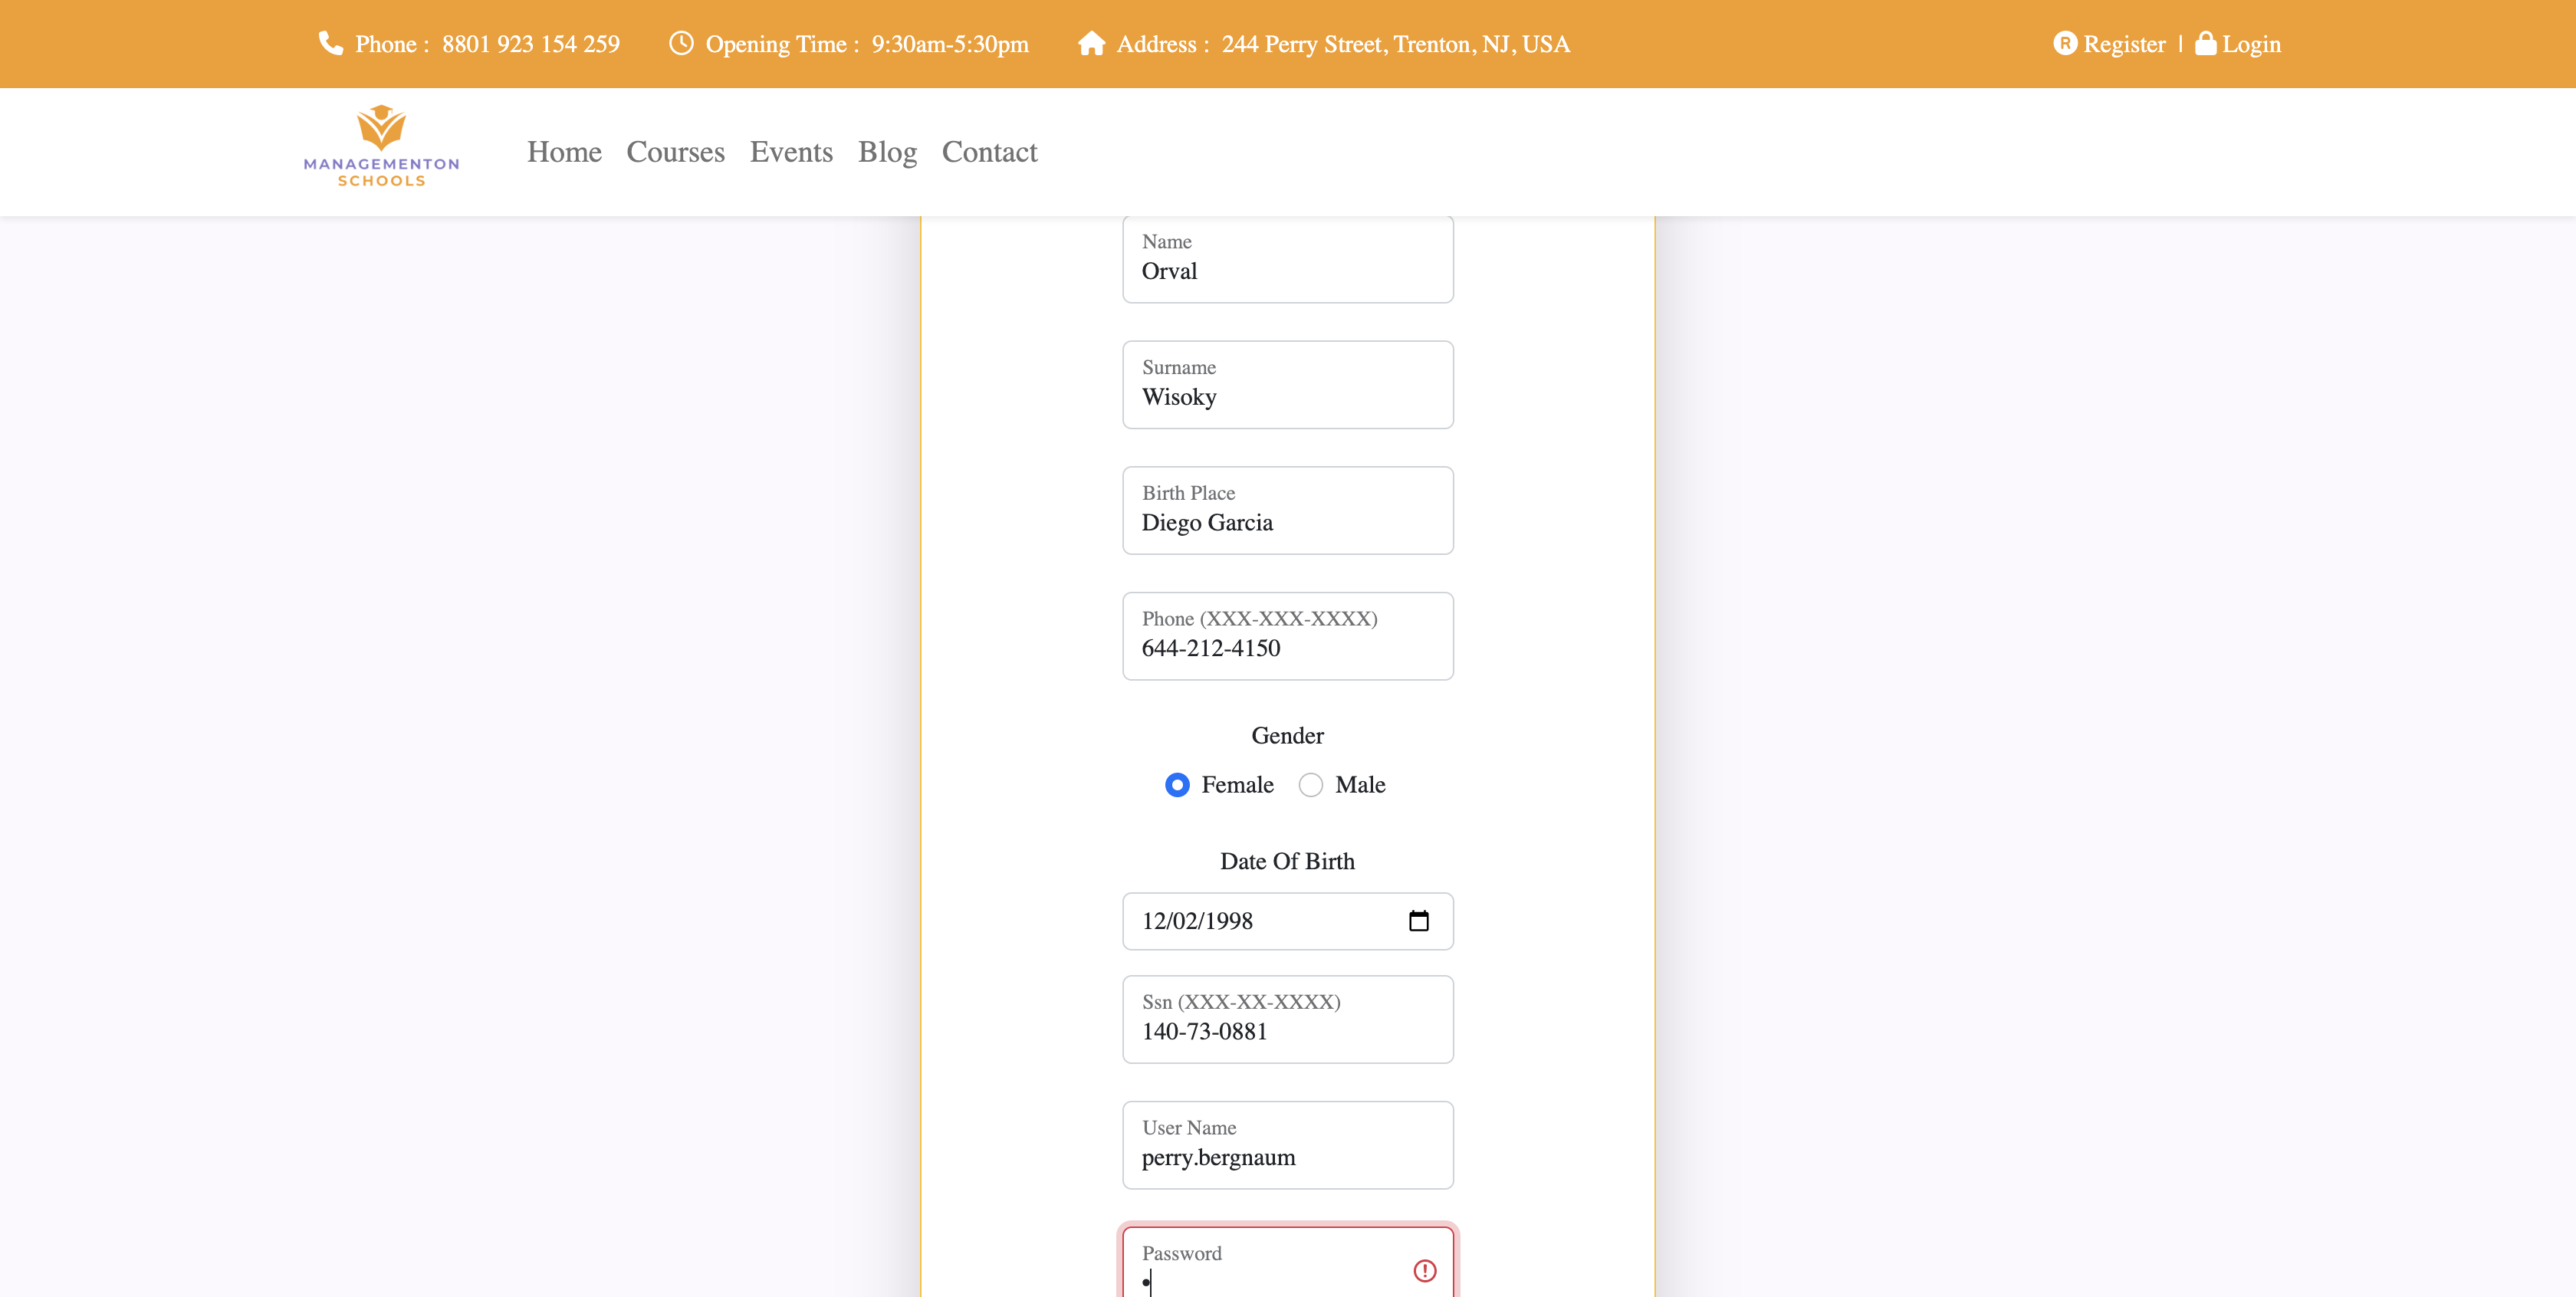 Phone : 8801 923 154 259 Opening Time : 9:30am-5:30pm Address : 244 Perry Street, Trenton, NJ, USA Register | Login
MANAGEMENTON
SCHOOLS
Home Courses Events Blog Contact
Name
Orval
Surname
Wisoky
Birth Place
Diego Garcia
Phone (XXX-XXX-XXXX)
644-212-4150
Gender
Female Male
Date Of Birth
12/02/1998
Ssn (XXX-XX-XXXX)
140-73-0881
User Name
perry.bergnaum
Password
•